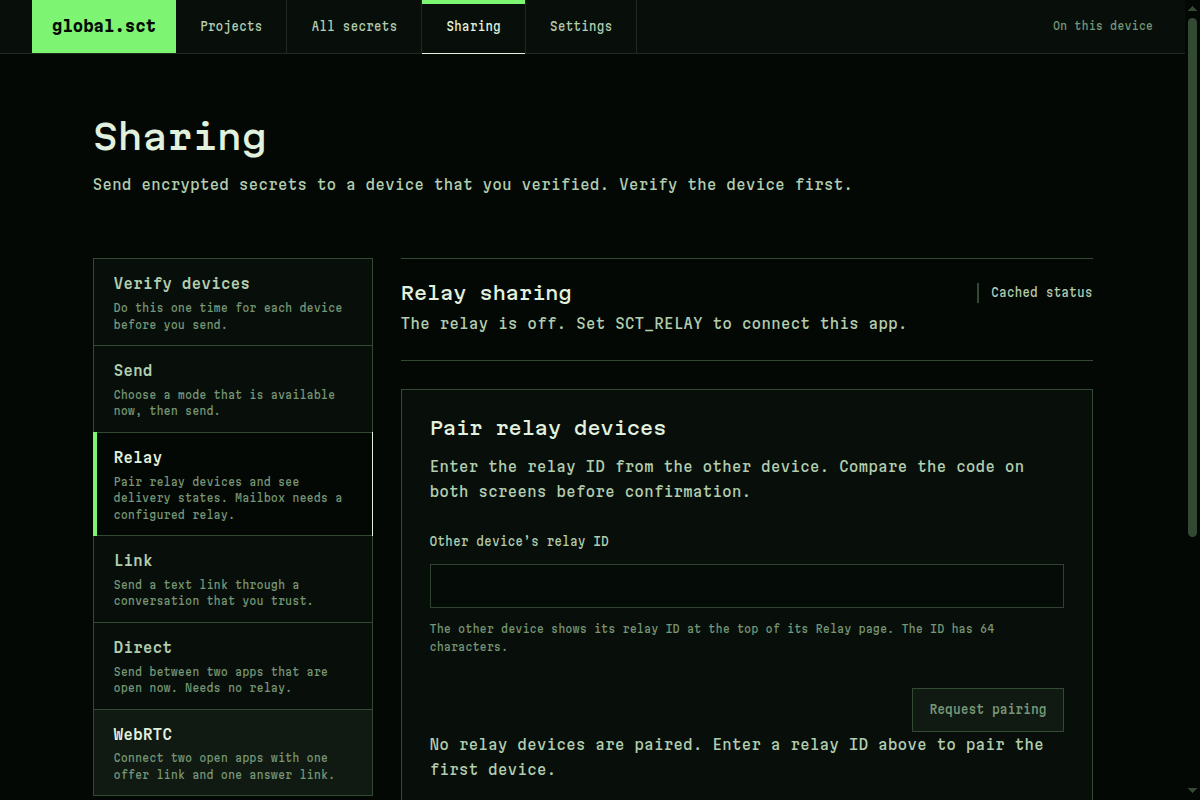 global.sct
Projects
All secrets
Sharing
Settings
On this device
Sharing
Send encrypted secrets to a device that you verified. Verify the device first.
Verify devices
Do this one time for each device
before you send.
Send
Choose a mode that is available
now, then send.
Relay
Pair relay devices and see
delivery states. Mailbox needs a
configured relay.
Link
Send a text link through a
conversation that you trust.
Direct
Send between two apps that are
open now. Needs no relay.
WebRTC
Connect two open apps with one
offer link and one answer link.
Relay sharing
Cached status
The relay is off. Set SCT_RELAY to connect this app.
Pair relay devices
Enter the relay ID from the other device. Compare the code on
both screens before confirmation.
Other device's relay ID
The other device shows its relay ID at the top of its Relay page. The ID has 64
characters.
Request pairing
No relay devices are paired. Enter a relay ID above to pair the
first device.